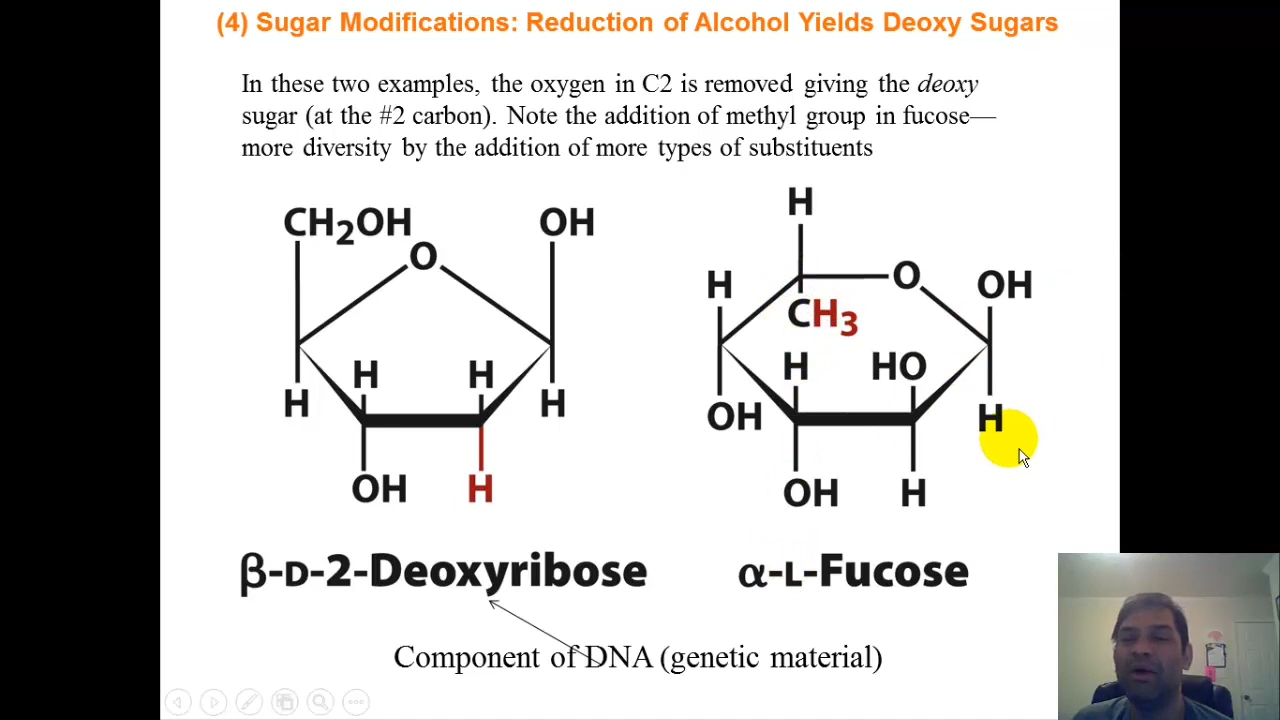 (4) Sugar Modifications: Reduction of Alcohol Yields Deoxy Sugars
In these two examples, the oxygen in C2 is removed giving the deoxy
sugar (at the #2 carbon). Note the addition of methyl group in fucose—
more diversity by the addition of more types of substituents
CH2OH
O
OH
H
H
H
H
OH
H
β-D-2-Deoxyribose
H
H
O
OH
CH3
H
HO
OH
H
OH
H
α-L-Fucose
Component of DNA (genetic material)